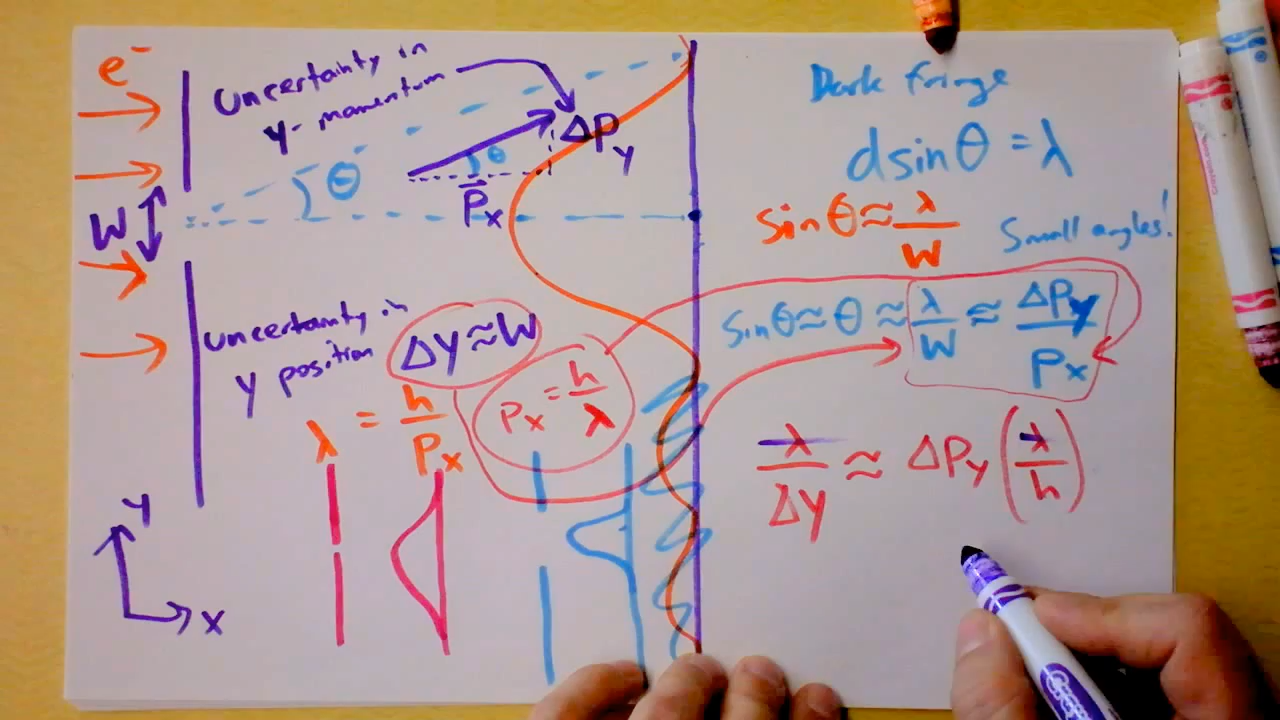 e⁻
Uncertainty in
y-momentum
ΔPy
θ
θ
Px
W
uncertainty in
y position
Δy≈W
λ = h/Px
Px = h/λ
y
x
Dark fringe
dsinθ = λ
sinθ ≈ λ/W
Small angles!
sinθ ≈ θ ≈ λ/W ≈ ΔPy/Px
λ/Δy ≈ ΔPy (λ/h)